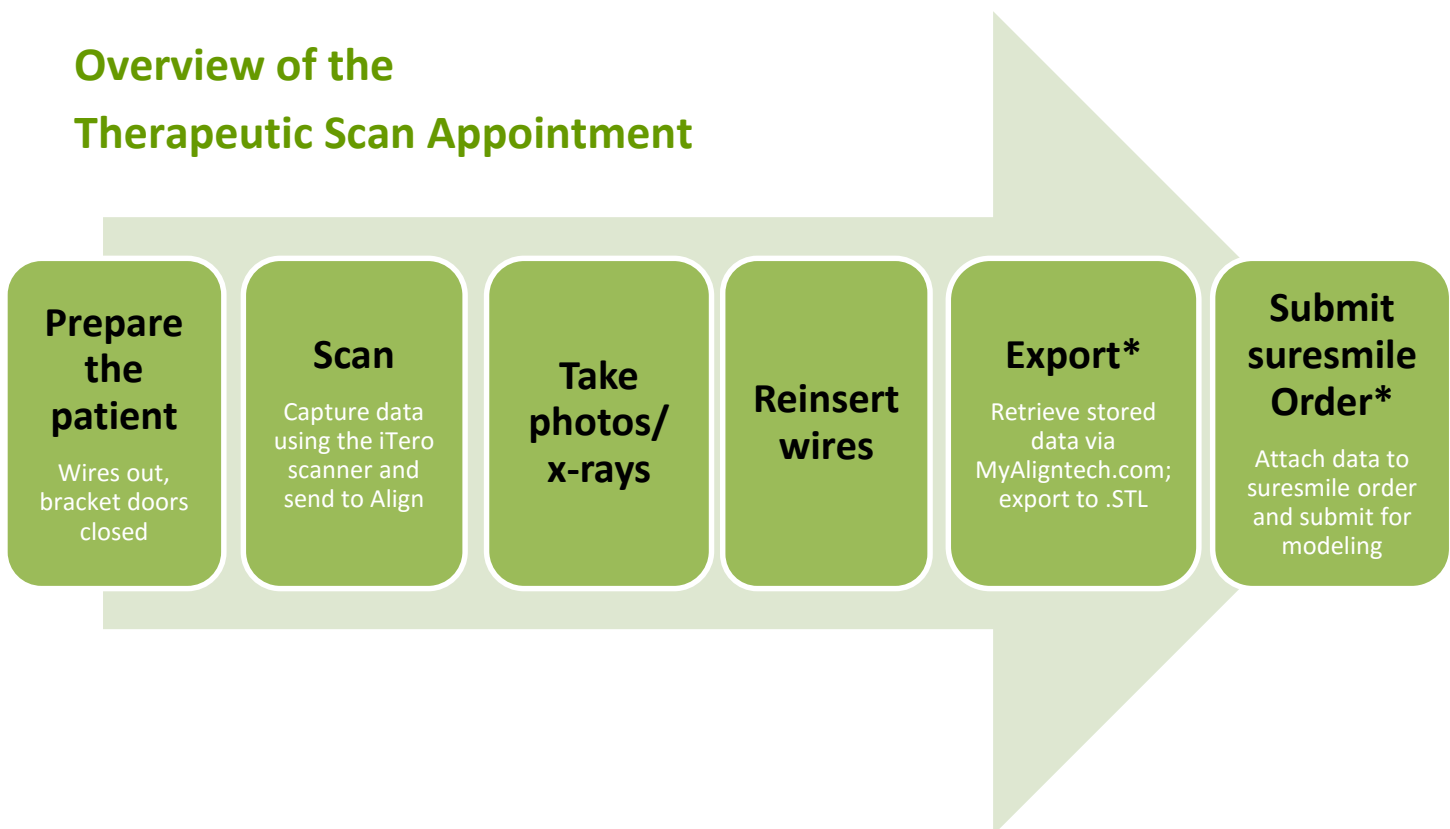 Overview of the
Therapeutic Scan Appointment
Prepare
the
patient
Wires out,
bracket doors
closed
Scan
Capture data
using the iTero
scanner and
send to Align
Take
photos/
x-rays
Reinsert
wires
Export*
Retrieve stored
data via
MyAligntech.com;
export to .STL
Submit
suresmile
Order*
Attach data to
suresmile order
and submit for
modeling